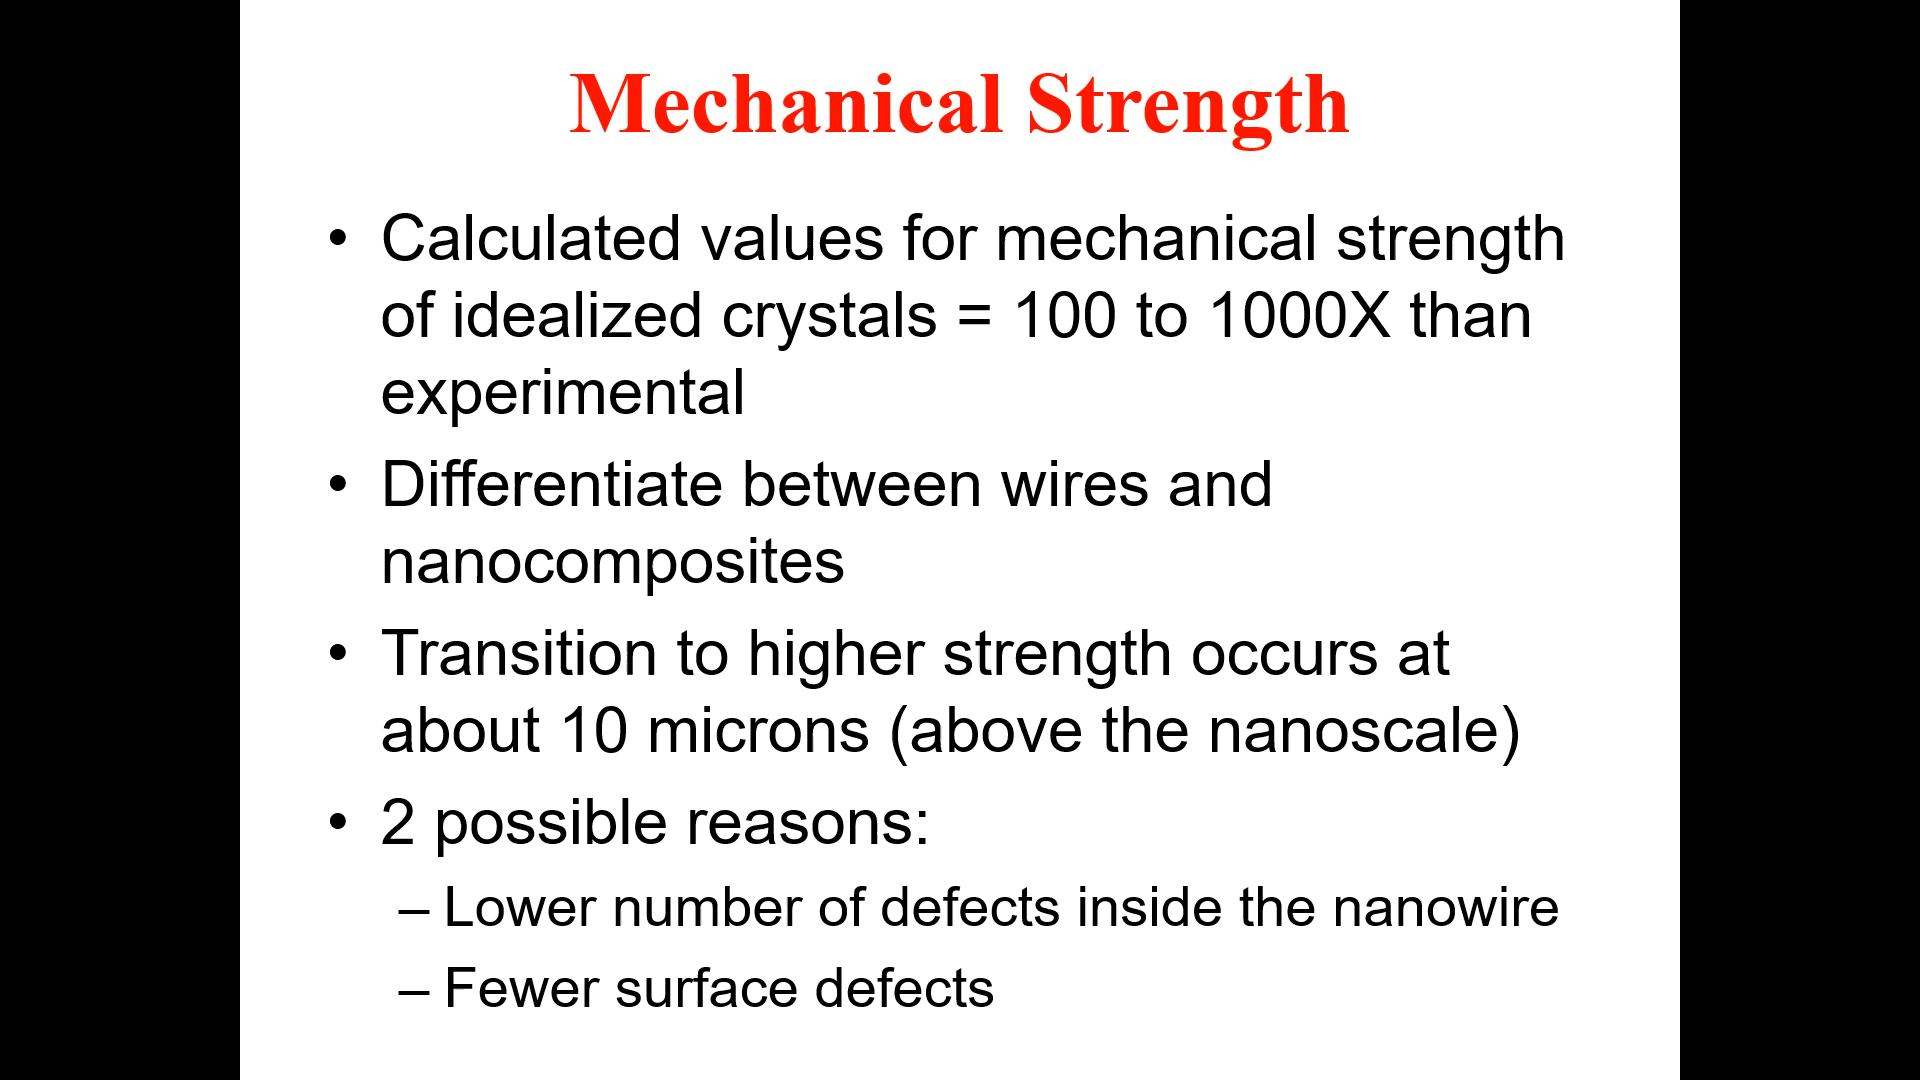 Mechanical Strength
• Calculated values for mechanical strength
of idealized crystals = 100 to 1000X than
experimental
• Differentiate between wires and
nanocomposites
• Transition to higher strength occurs at
about 10 microns (above the nanoscale)
• 2 possible reasons:
– Lower number of defects inside the nanowire
– Fewer surface defects